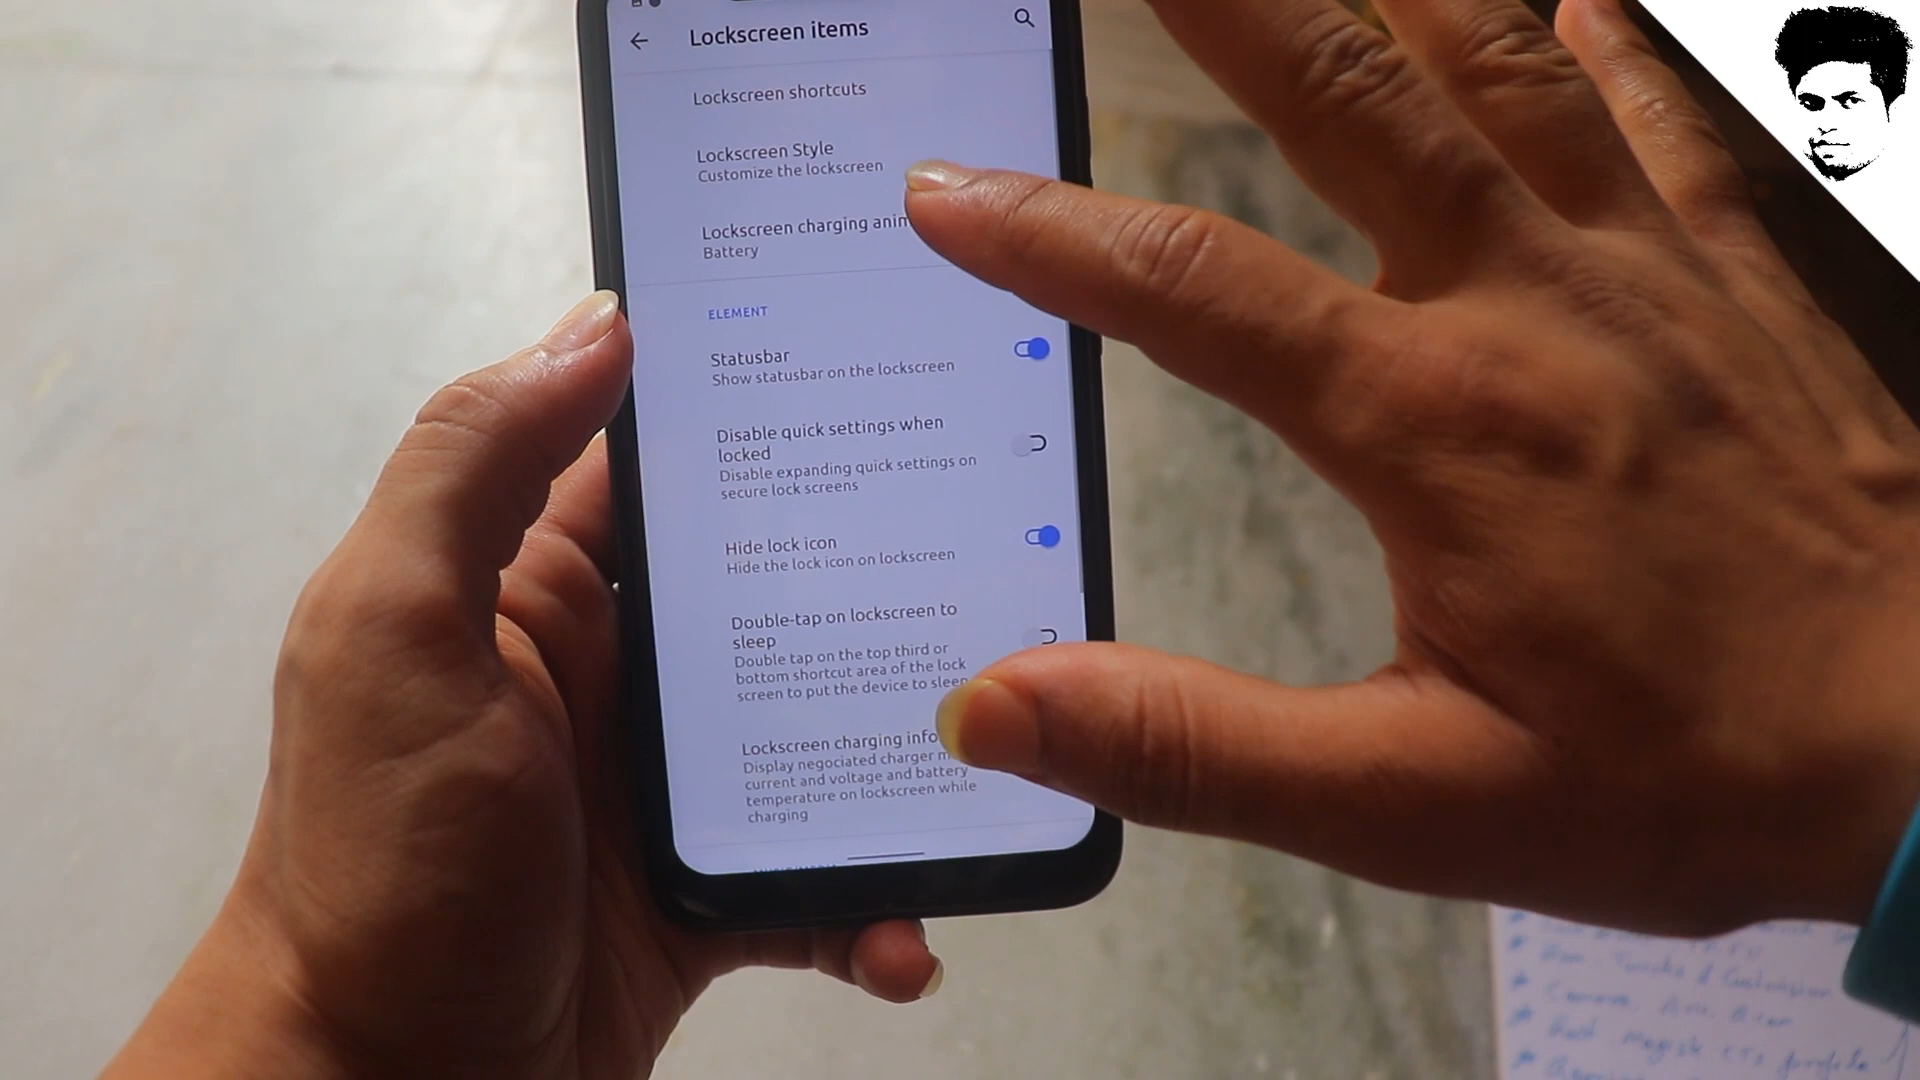 Lockscreen items
Lockscreen shortcuts
Lockscreen Style
Customize the lockscreen
Lockscreen charging anim
Battery
ELEMENT
Statusbar
Show statusbar on the lockscreen
Disable quick settings when
locked
Disable expanding quick settings on
secure lock screens
Hide lock icon
Hide the lock icon on lockscreen
Double-tap on lockscreen to
sleep
Double tap on the top third or
bottom shortcut area of the lock
screen to put the device to sleep
Lockscreen charging info
Display negociated charger m
current and voltage and battery
temperature on lockscreen while
charging
Root magisk